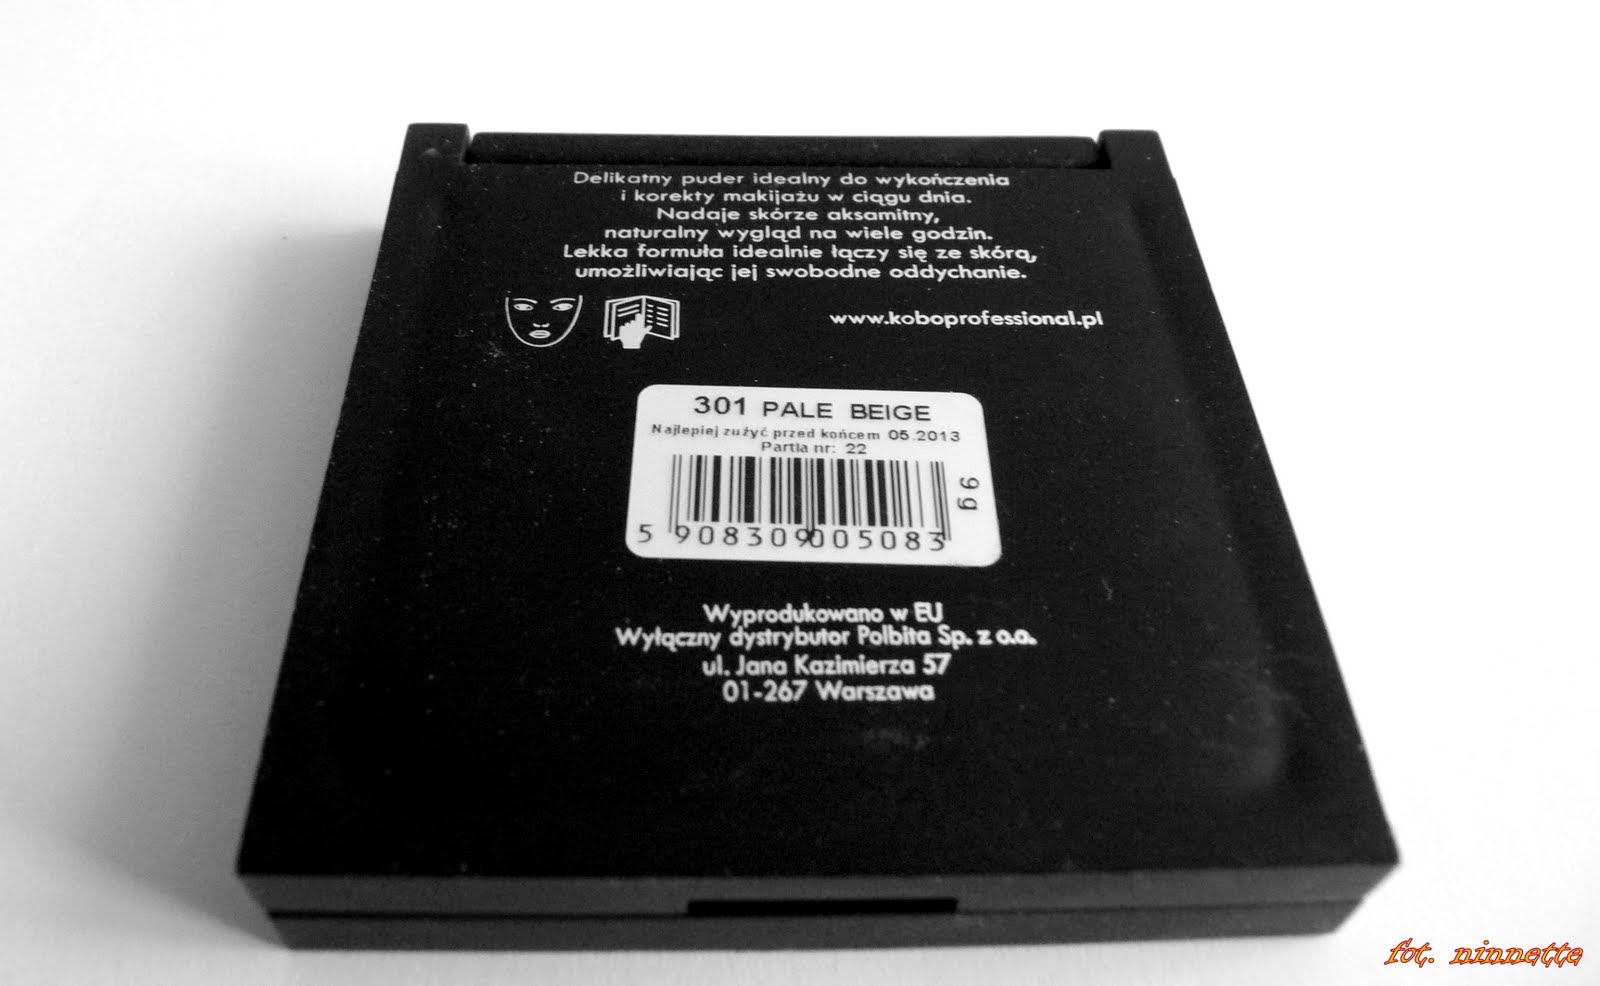 Delikatny puder idealny do wykończenia
i korekty makijażu w ciągu dnia.
Nadaje skórze aksamitny,
naturalny wygląd na wiele godzin.
Lekka formuła idealnie łączy się ze skórą,
umożliwiając jej swobodne oddychanie.
www.koboprofessional.pl
301 PALE BEIGE
Najlepiej zużyć przed końcem 05.2013
Partia nr: 22
9g
5 908309005083
Wyprodukowano w EU
Wyłączny dystrybutor Polbita Sp. z o.o.
ul. Jana Kazimierza 57
01-267 Warszawa
fot. ninnette